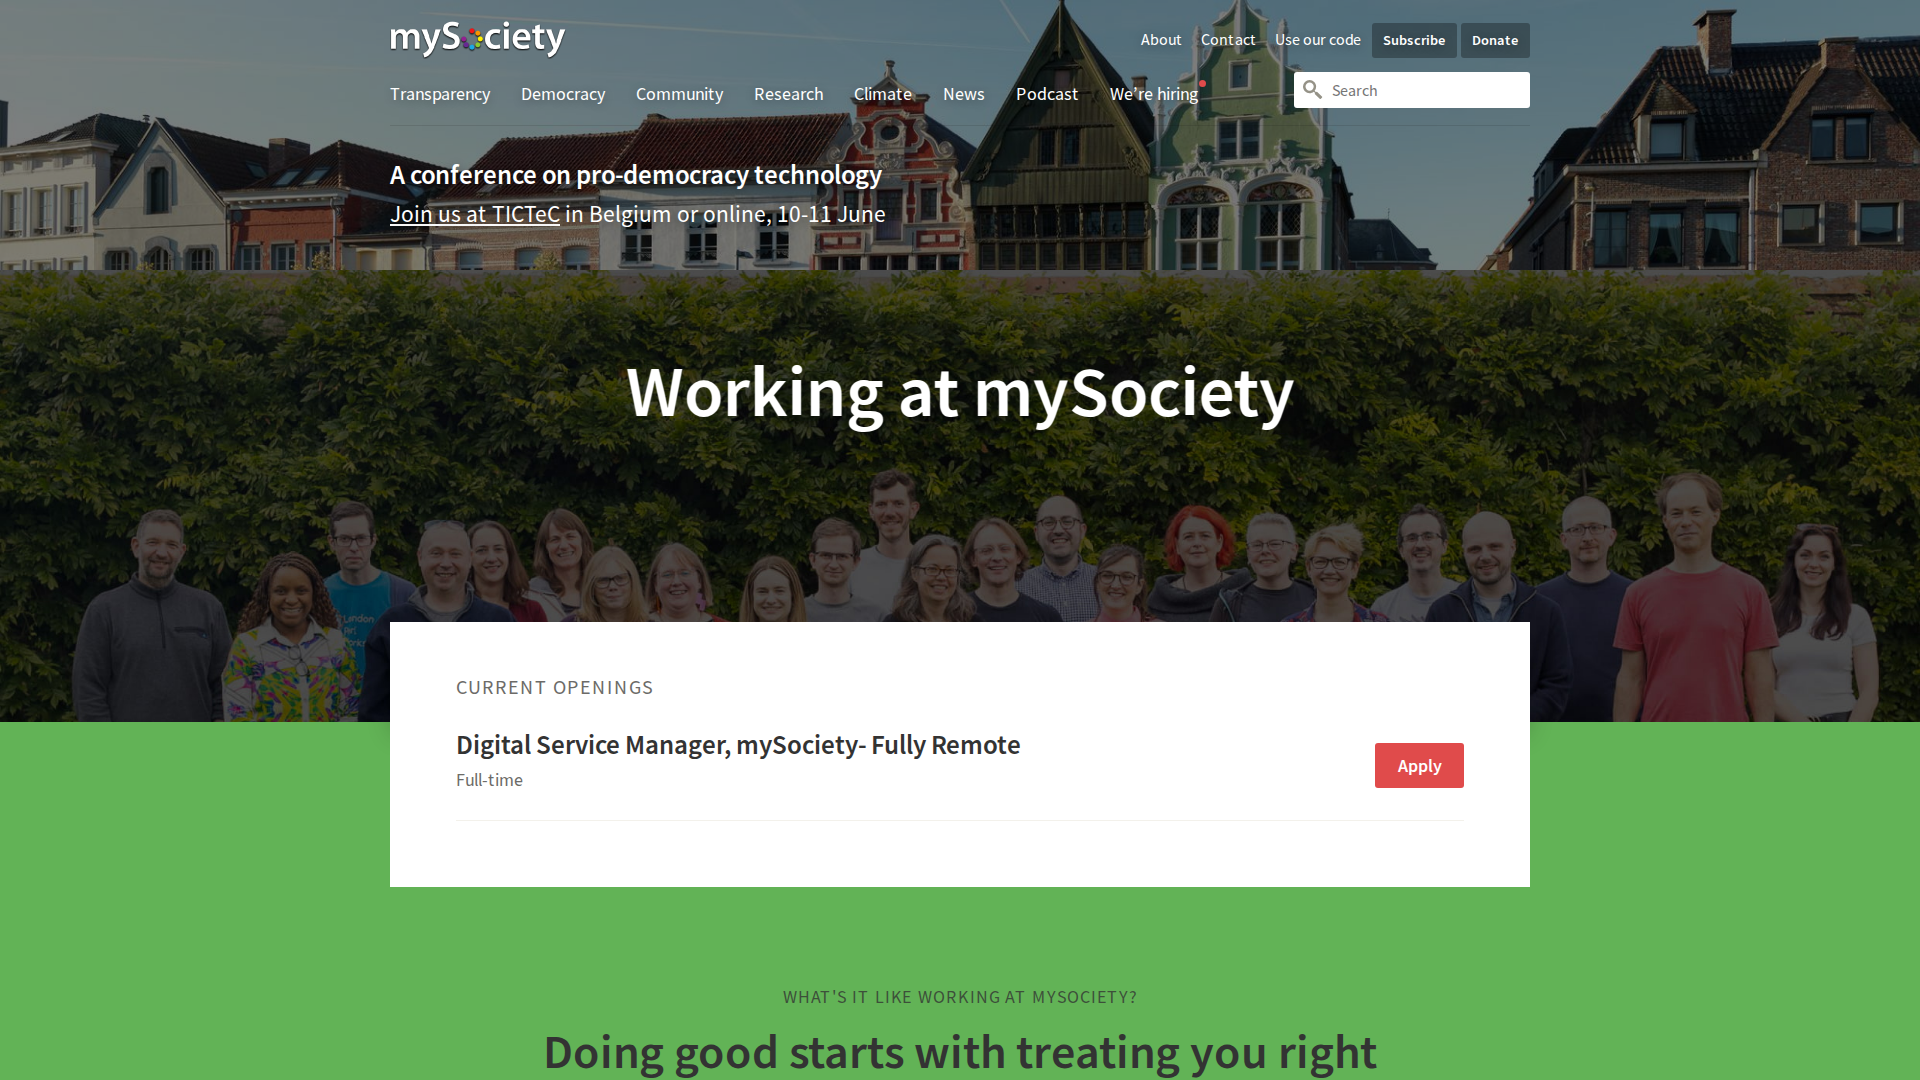 mySociety
About Contact Use our code Subscribe Donate
Transparency Democracy Community Research Climate News Podcast We're hiring
Search
A conference on pro-democracy technology
Join us at TICTeC in Belgium or online, 10-11 June
Working at mySociety
London
CURRENT OPENINGS
Digital Service Manager, mySociety- Fully Remote
Full-time
Apply
WHAT'S IT LIKE WORKING AT MYSOCIETY?
Doing good starts with treating you right